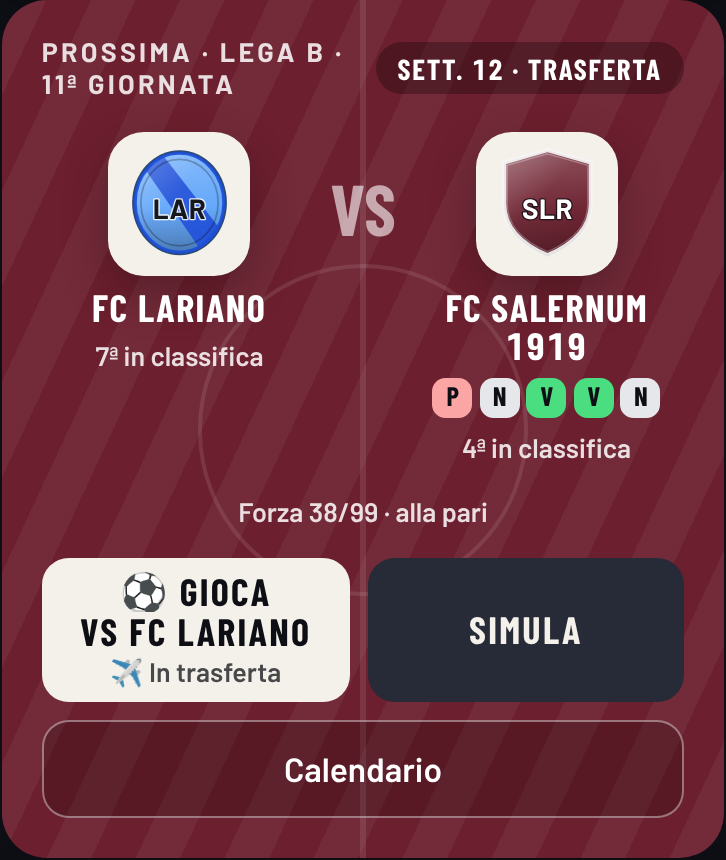 PROSSIMA · LEGA B ·
11ª GIORNATA
SETT. 12 · TRASFERTA
LAR
VS
SLR
FC LARIANO
7ª in classifica
FC SALERNUM
1919
P N V V N
4ª in classifica
Forza 38/99 · alla pari
⚽ GIOCA
VS FC LARIANO
✈️ In trasferta
SIMULA
Calendario